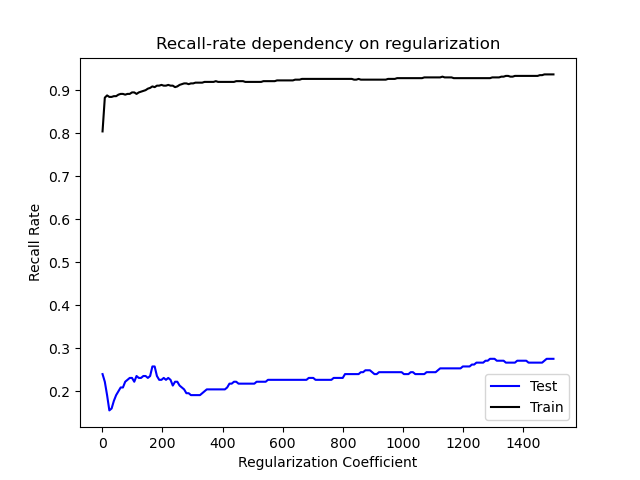 Recall-rate dependency on regularization
Recall Rate
0.9
0.8
0.7
0.6
0.5
0.4
0.3
0.2
0 200 400 600 800 1000 1200 1400
Regularization Coefficient
Test
Train